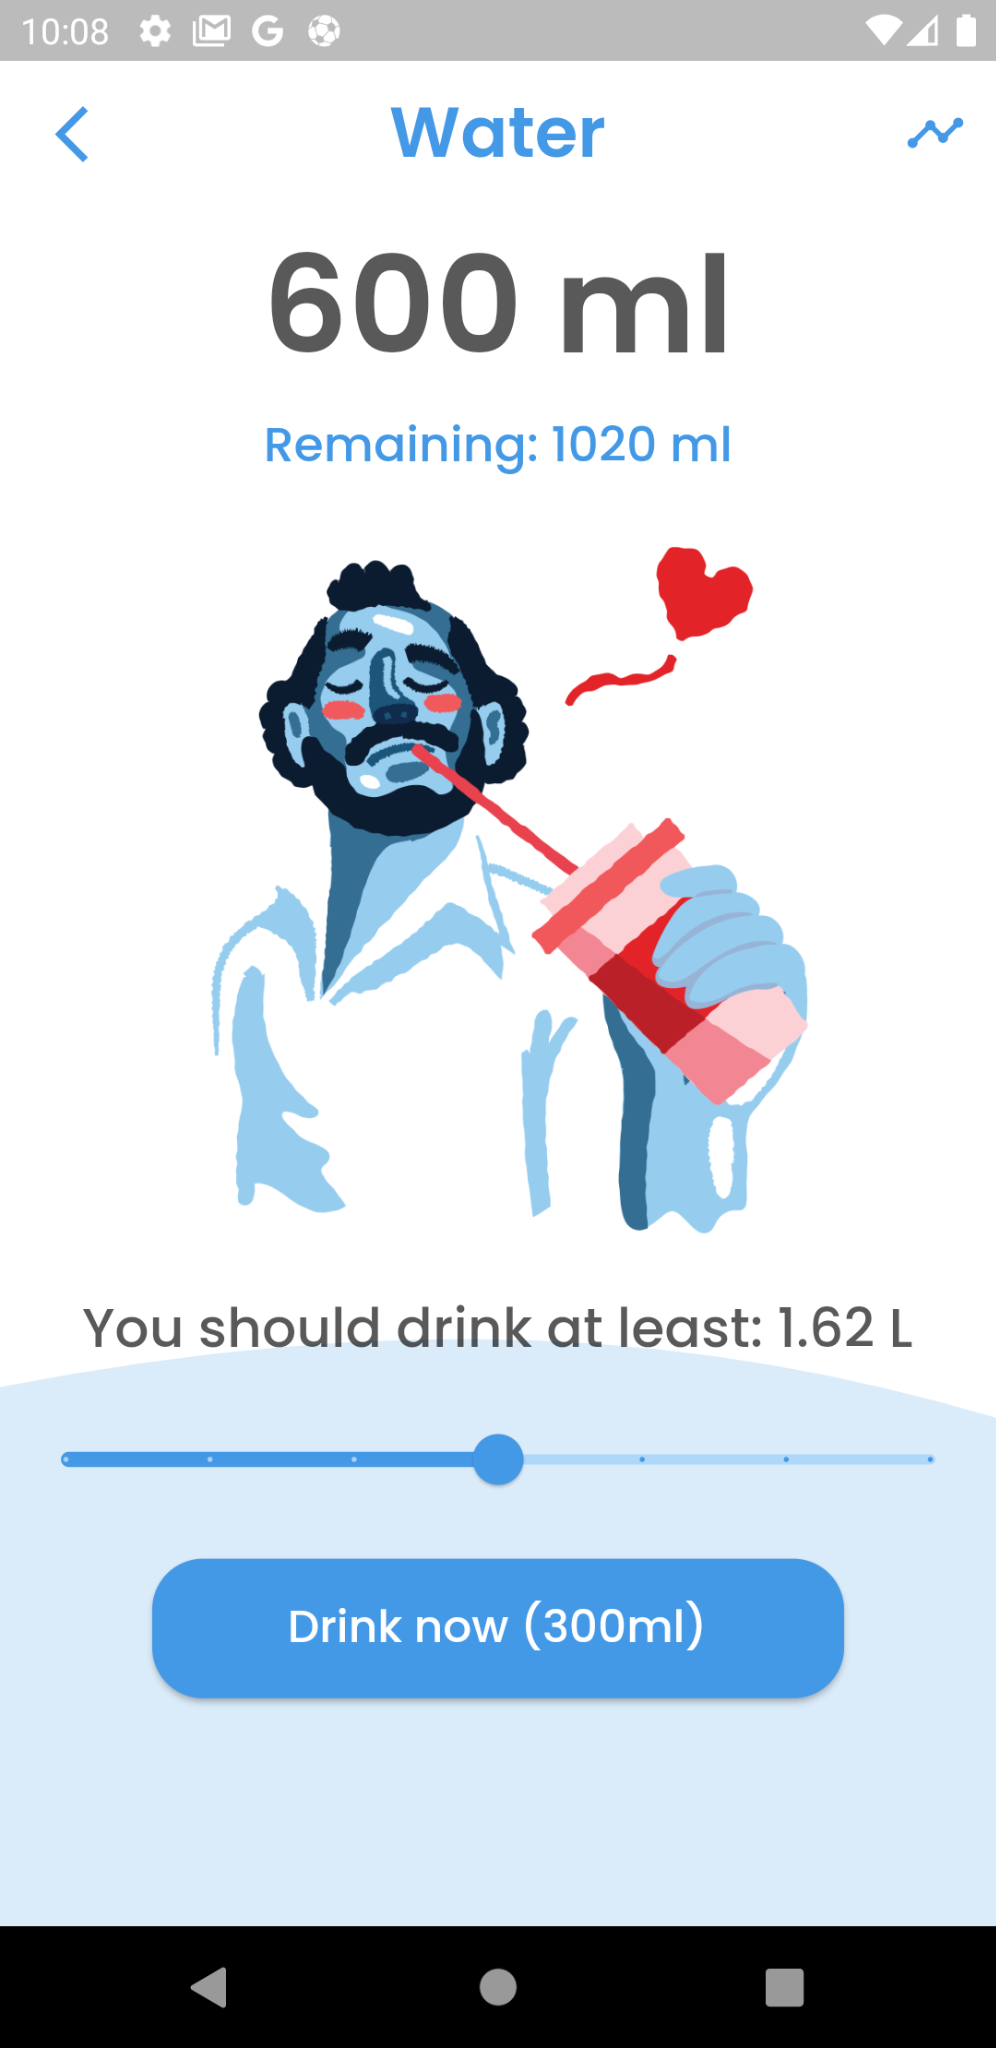 10:08
Water
600 ml
Remaining: 1020 ml
You should drink at least: 1.62 L
Drink now (300ml)